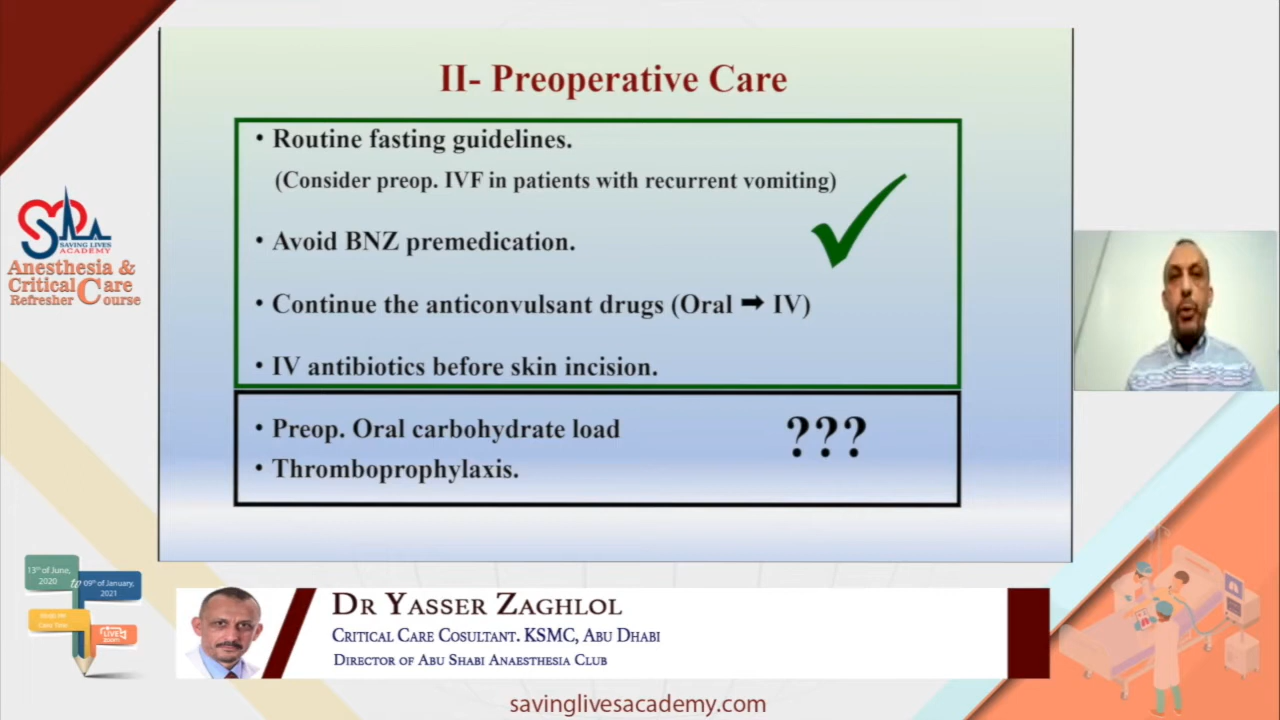 II- Preoperative Care
• Routine fasting guidelines.
(Consider preop. IVF in patients with recurrent vomiting)
• Avoid BNZ premedication.
• Continue the anticonvulsant drugs (Oral ➡ IV)
• IV antibiotics before skin incision.
• Preop. Oral carbohydrate load
• Thromboprophylaxis.
???
SAVING LIVES
ACADEMY
Anesthesia &
Critical Care
Refresher Course
13th of June,
2020
to
09th of January,
2021
LIVE
DR YASSER ZAGHLOL
CRITICAL CARE COSULTANT. KSMC, ABU DHABI
DIRECTOR OF ABU SHABI ANAESTHESIA CLUB
savinglivesacademy.com